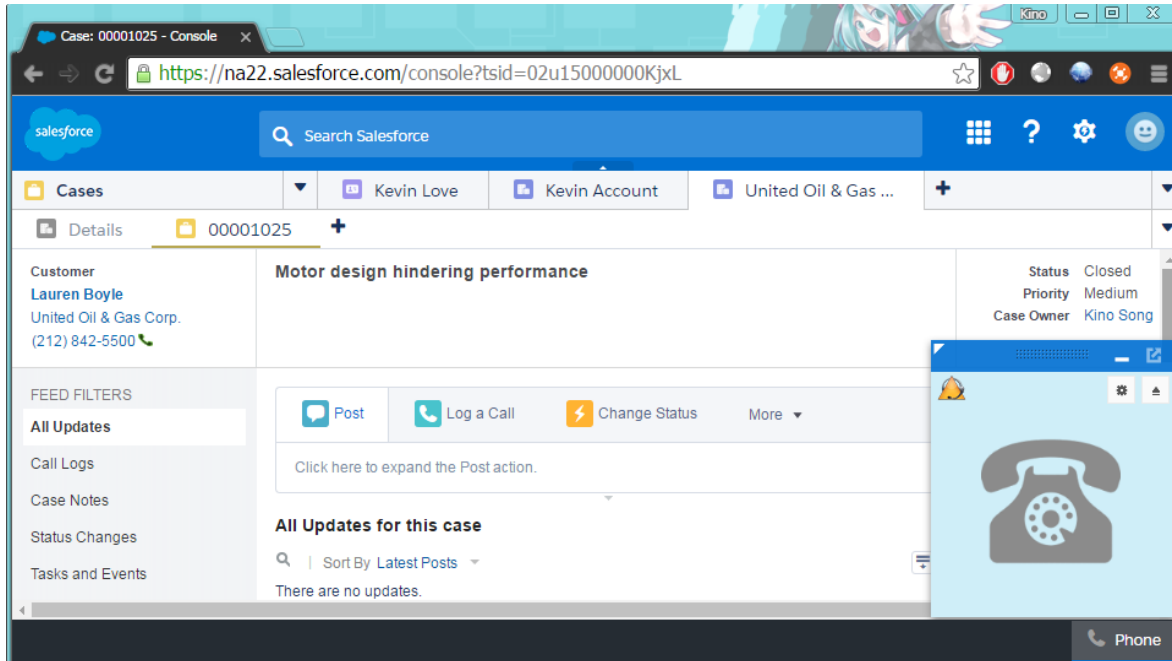 Kino
Case: 00001025 - Console
https://na22.salesforce.com/console?tsid=02u15000000KjxL
salesforce
Search Salesforce
Cases
Kevin Love
Kevin Account
United Oil & Gas ...
Details
00001025
Customer
Lauren Boyle
United Oil & Gas Corp.
(212) 842-5500
Motor design hindering performance
Status Closed
Priority Medium
Case Owner Kino Song
FEED FILTERS
All Updates
Call Logs
Case Notes
Status Changes
Tasks and Events
Post
Log a Call
Change Status
More
Click here to expand the Post action.
All Updates for this case
Sort By Latest Posts
There are no updates.
Phone